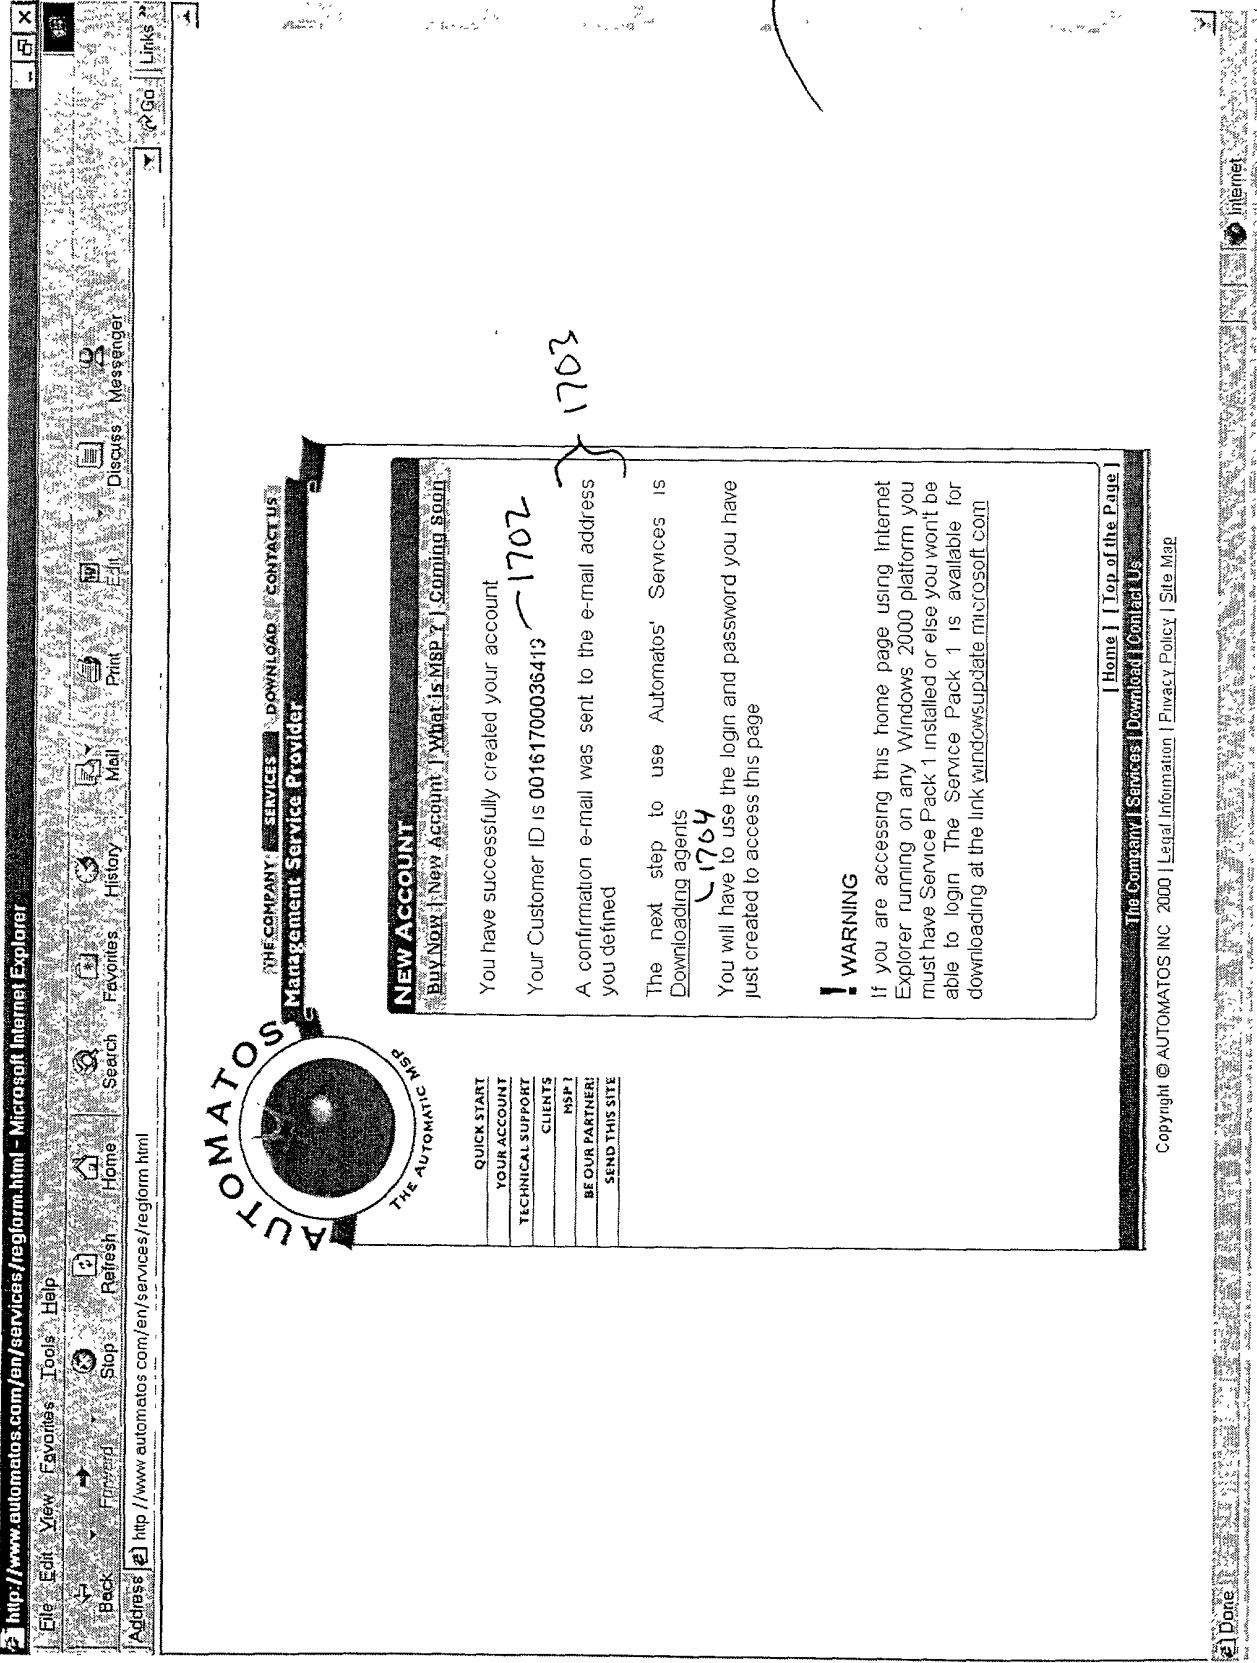 http://www.automatos.com/en/services/regform.html - Microsoft Internet Explorer
File Edit View Favorites Tools Help
Back Forward Stop Refresh Home Search Favorites History Mail Print Edit Discuss Messenger
Address http //www automatos com/en/services/regform html Go Links »
AUTOMATOS
THE AUTOMATIC MSP
THE COMPANY SERVICES DOWNLOAD CONTACT US
Management Service Provider
QUICK START
YOUR ACCOUNT
TECHNICAL SUPPORT
CLIENTS
MSP ?
BE OUR PARTNER!
SEND THIS SITE
NEW ACCOUNT
Buy Now | New Account | What is MSP ? | Coming soon
You have successfully created your account
Your Customer ID is 001617000036413 1702
A confirmation e-mail was sent to the e-mail address
you defined
1703
The next step to use Automatos' Services is
Downloading agents
1704
You will have to use the login and password you have
just created to access this page
! WARNING
If you are accessing this home page using Internet
Explorer running on any Windows 2000 platform you
must have Service Pack 1 installed or else you won't be
able to login The Service Pack 1 is available for
downloading at the link windowsupdate microsoft com
[ Home ] [ Top of the Page ]
The Company | Services | Download | Contact Us
Copyright © AUTOMATOS INC 2000 | Legal Information | Privacy Policy | Site Map
Done Internet